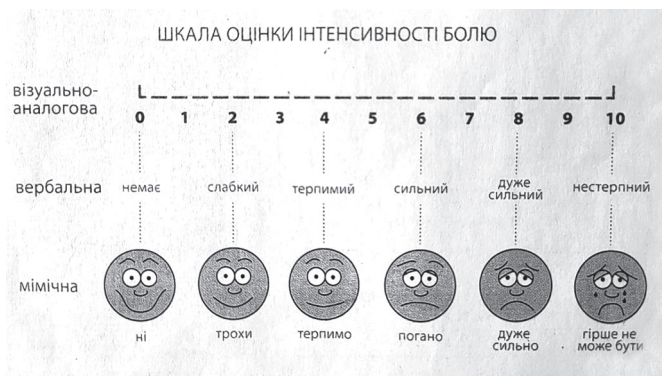 ШКАЛА ОЦІНКИ ІНТЕНСИВНОСТІ БОЛЮ
візуально-
аналогова
0 1 2 3 4 5 6 7 8 9 10
вербальна немає слабкий терпимий сильний дуже сильний нестерпний
мімічна
ні трохи терпимо погано дуже сильно гірше не може бути